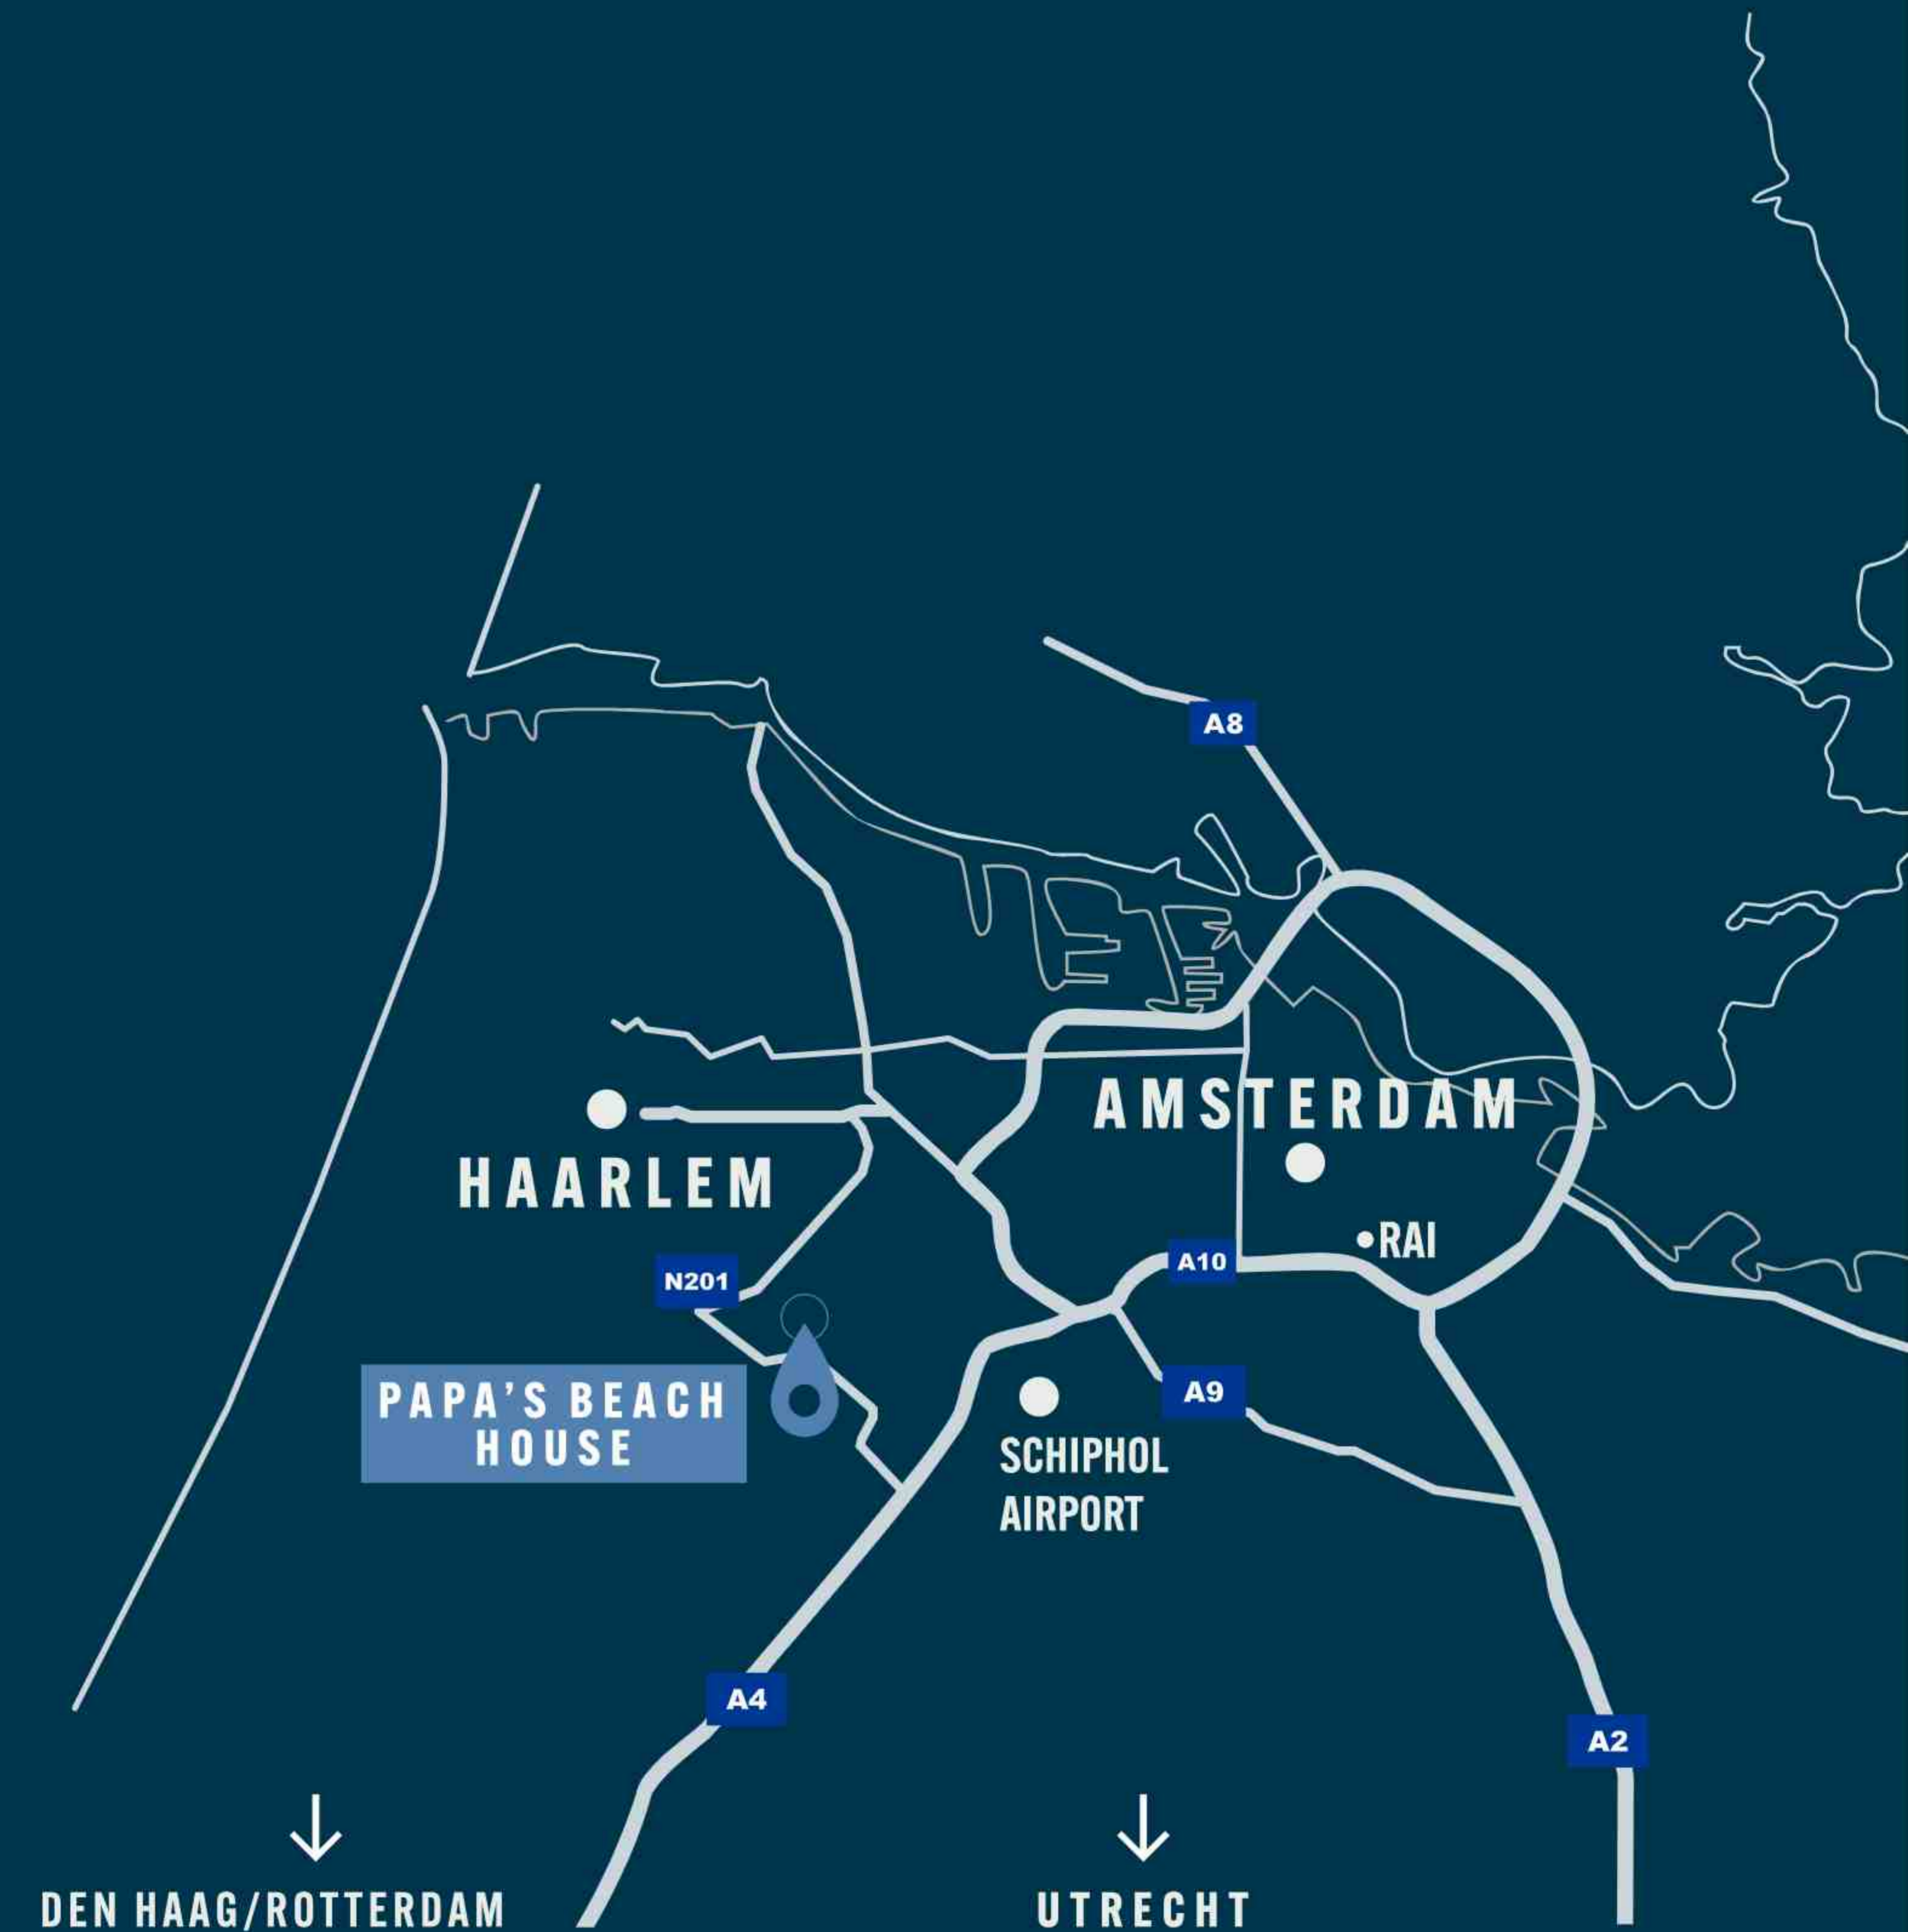 A8
AMSTERDAM
HAARLEM
RAI
A10
N201
PAPA'S BEACH
HOUSE
A9
SCHIPHOL
AIRPORT
A4
A2
DEN HAAG/ROTTERDAM
UTRECHT